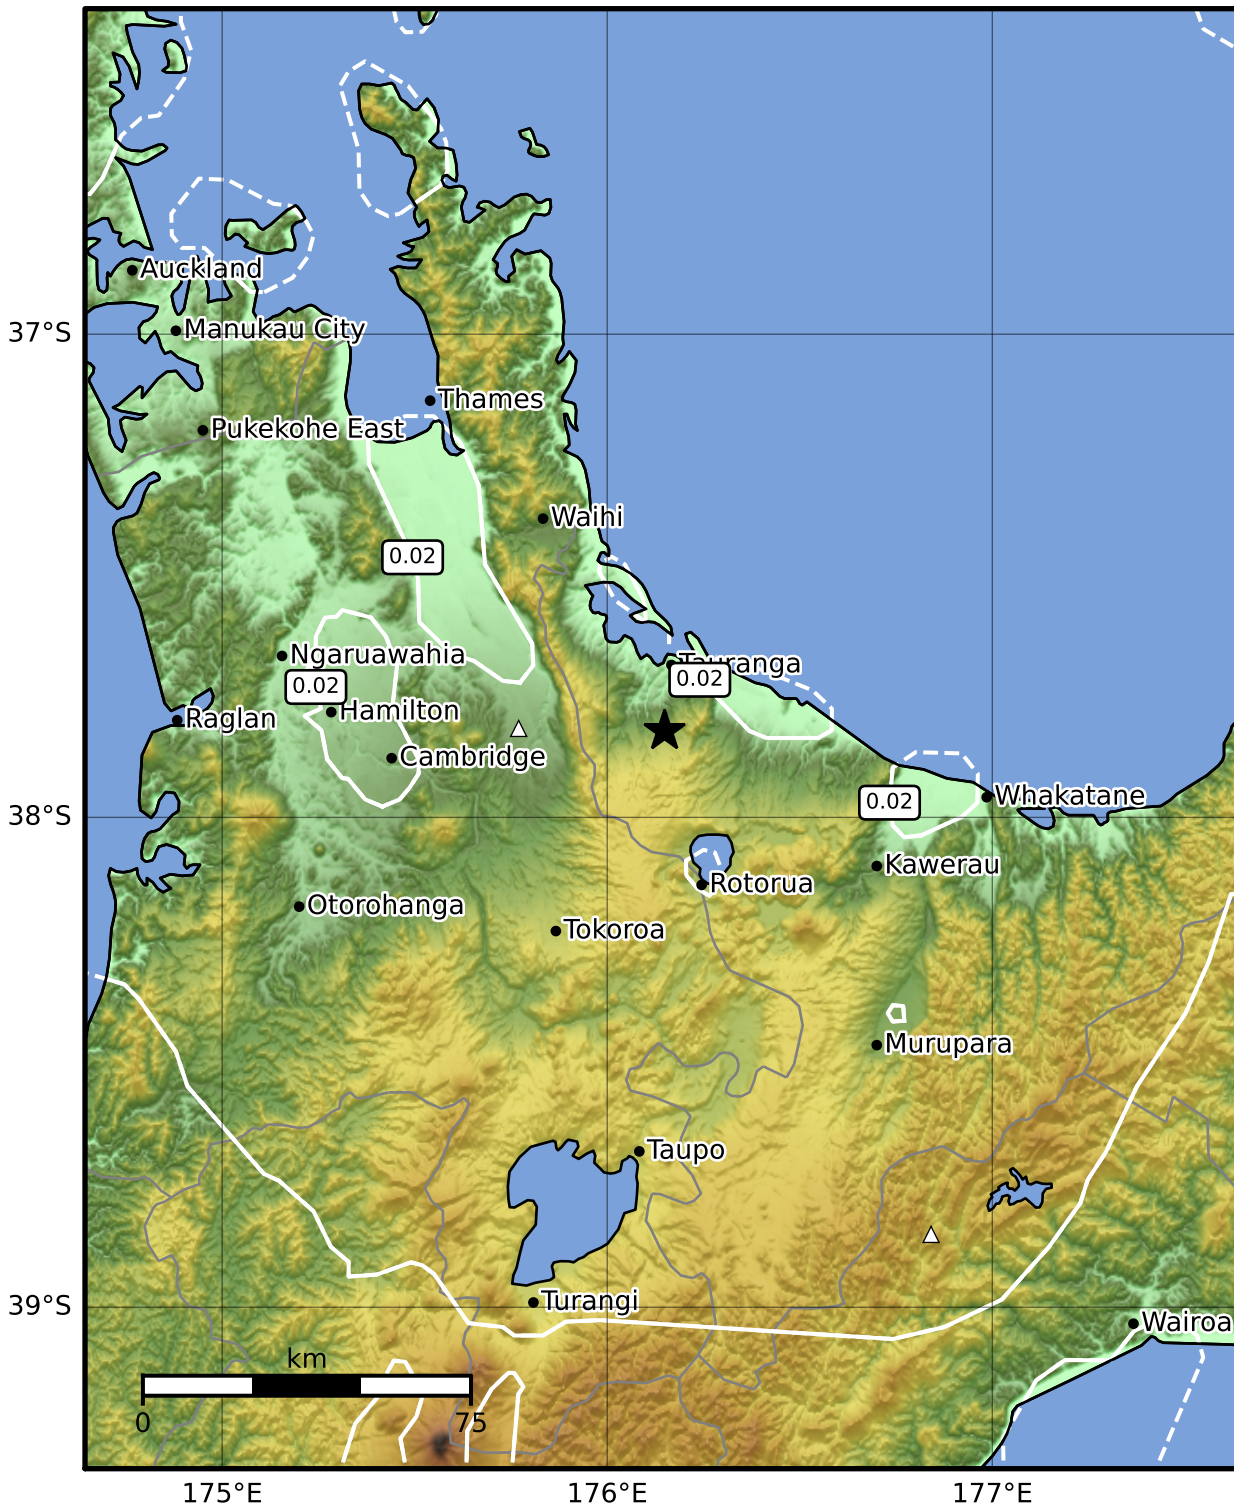 Auckland
37°S
Manukau City
Thames
Pukekohe East
Waihi
0.02
Ngaruawahia
Tauranga
0.02
0.02
Raglan
Hamilton
Cambridge
38°S
0.02
Whakatane
Kawerau
Rotorua
Otorohanga
Tokoroa
Murupara
Taupo
39°S
Turangi
Wairoa
km
0
75
175°E
176°E
177°E